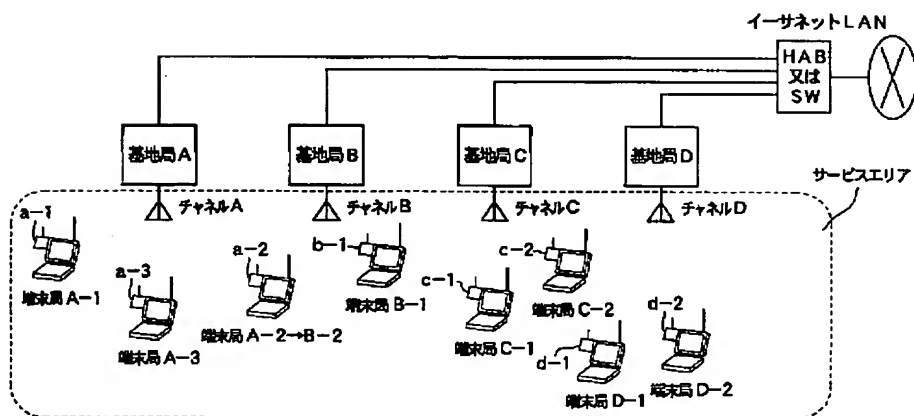 イーサネットLAN
HAB
又は
SW
基地局A
基地局B
基地局C
基地局D
サービスエリア
チャネルA
チャネルB
チャネルC
チャネルD
a-1
端末局A-1
a-3
端末局A-3
a-2
端末局A-2→B-2
b-1
端末局B-1
c-1
端末局C-1
c-2
端末局C-2
d-1
端末局D-1
d-2
端末局D-2